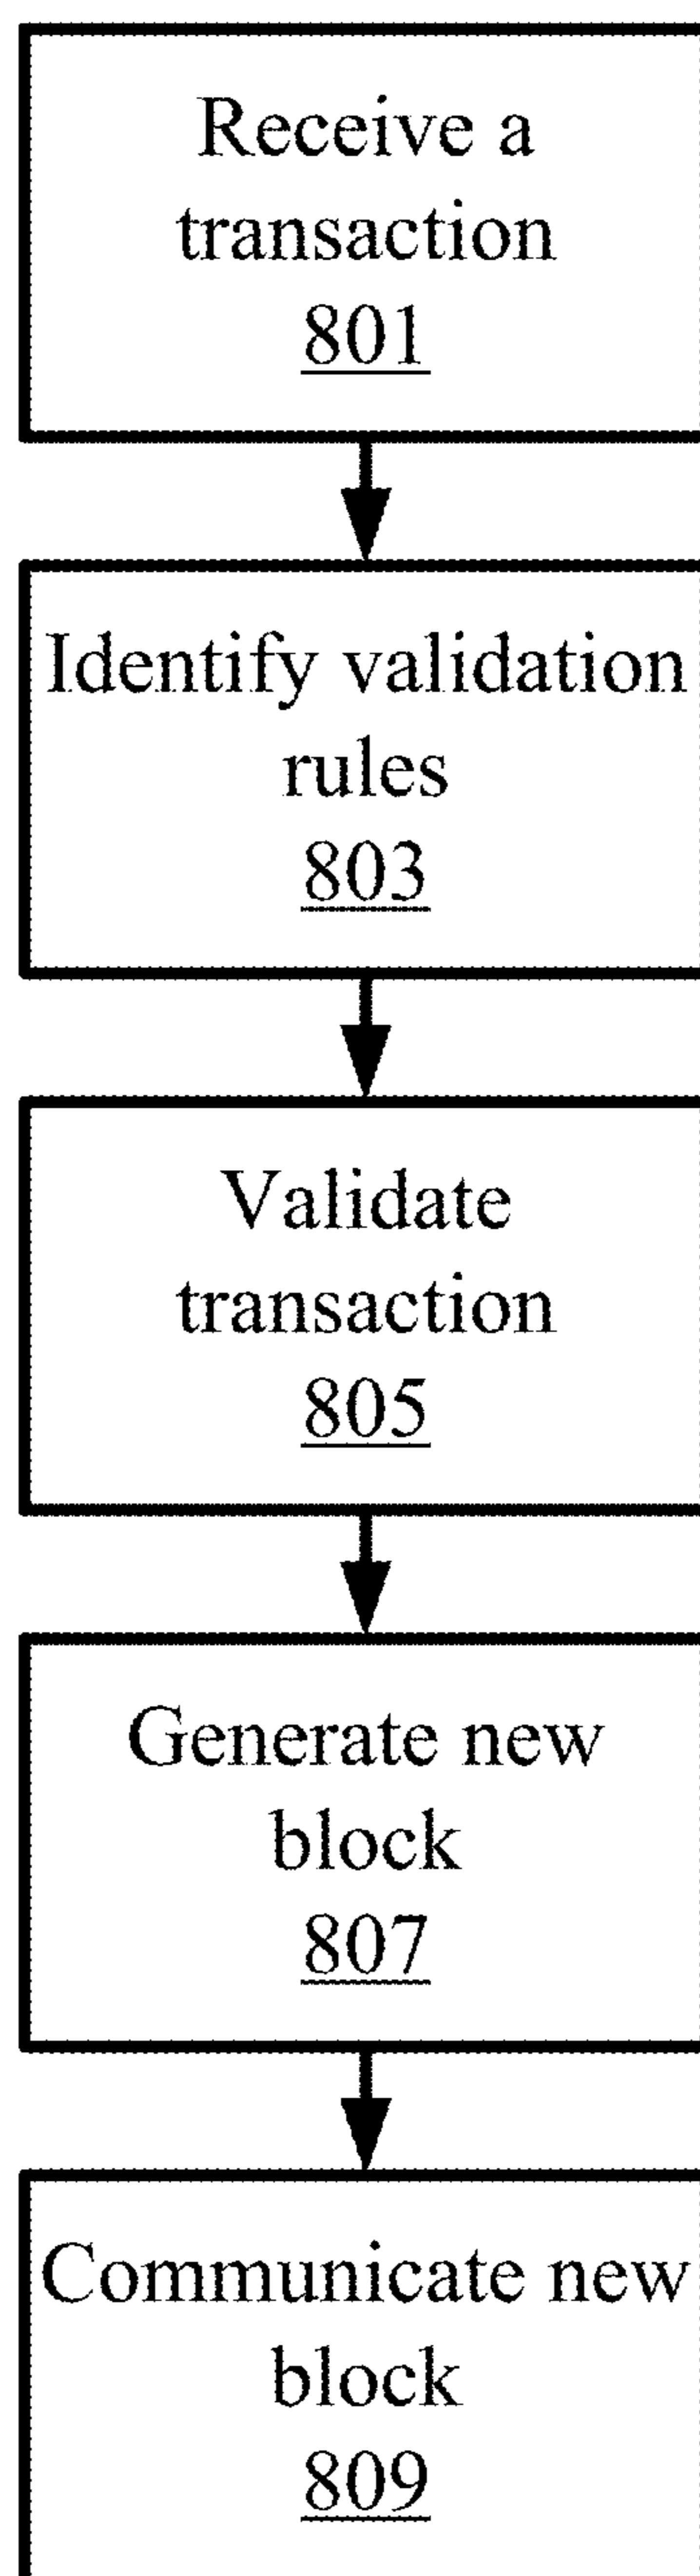 Receive a
transaction
801
Identify validation
rules
803
Validate
transaction
805
Generate new
block
807
Communicate new
block
809